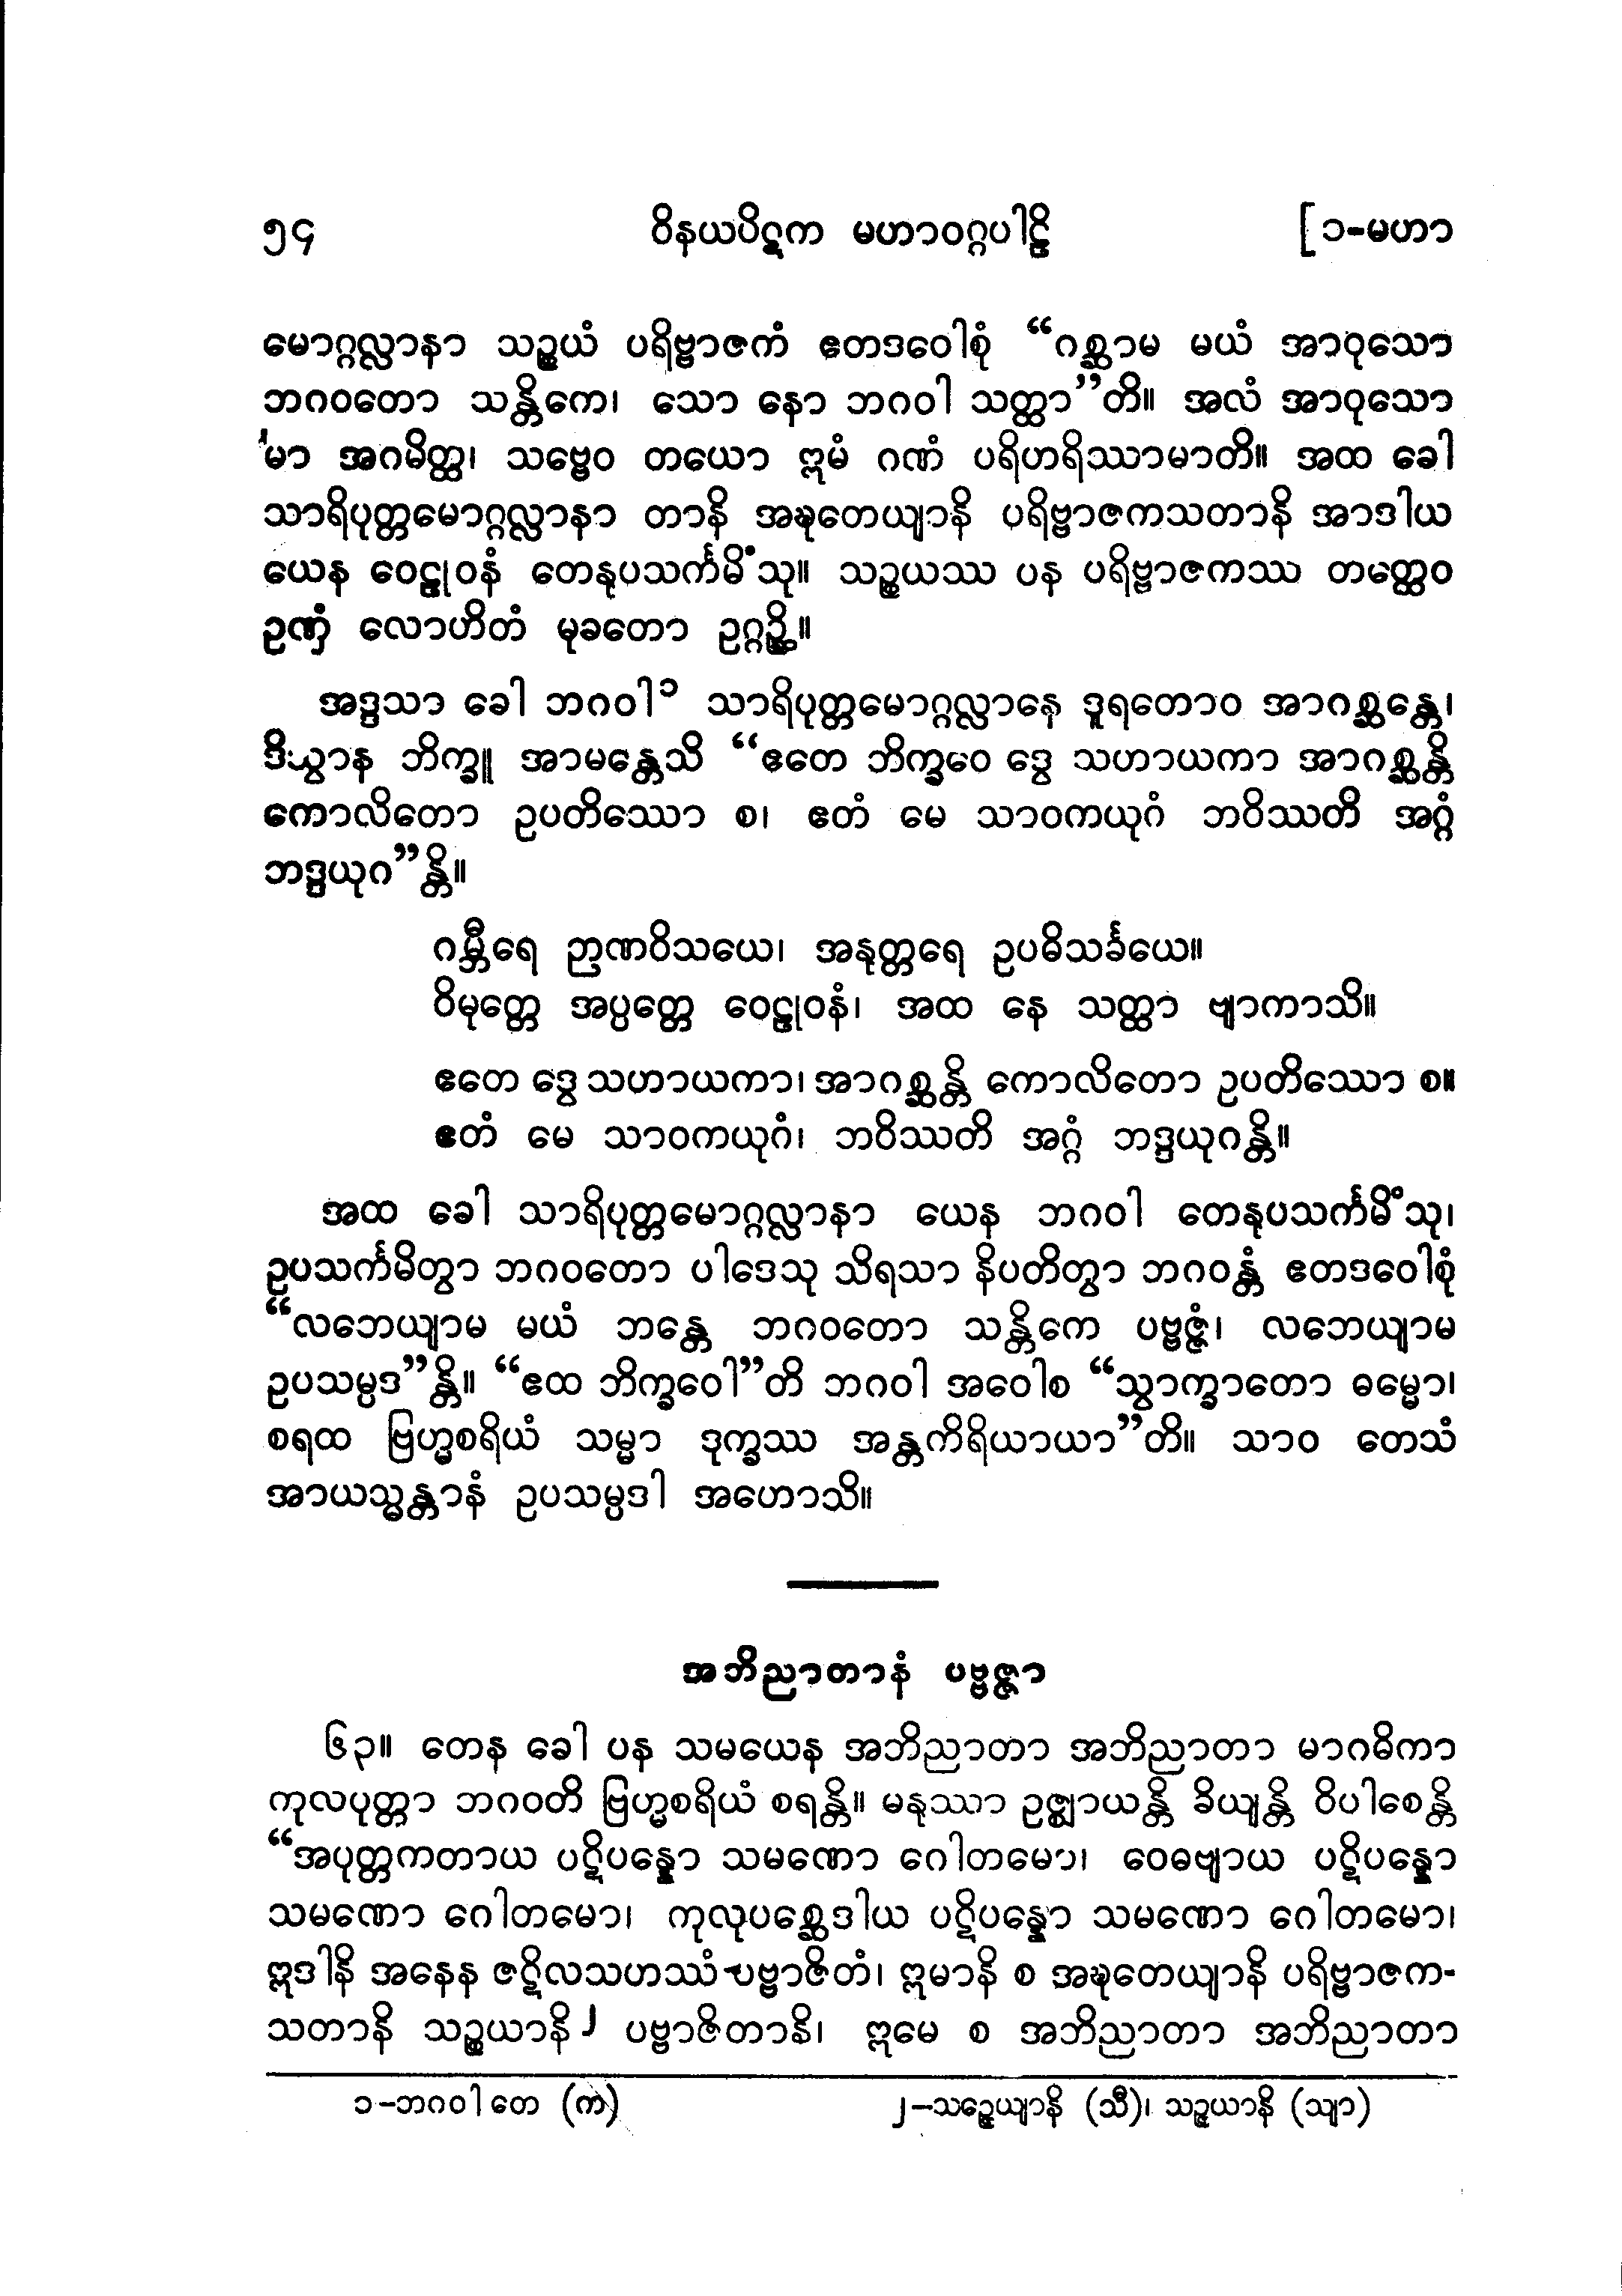 ၅၄ ဝိနယပိဋက မဟာဝဂ္ဂပါဠိ [၁-မဟာ
မောဂ္ဂလ္လာနာ သဉ္စယံ ပရိဗ္ဗာဇကံ ဧတဒဝေါစုံ “ဂစ္ဆာမ မယံ အာဝုသော
ဘဂဝတော သန္တိကေ၊ သော နော ဘဂဝါ သတ္ထာ”တိ။ အလံ အာဝုသော
မာ အဂမိတ္ထ၊ သဗ္ဗေဝ တယော ဣမံ ဂဏံ ပရိဟရိဿာမာတိ။ အထ ခေါ
သာရိပုတ္တမောဂ္ဂလ္လာနာ တာနိ အဍ္ဎတေယျာနိ ပရိဗ္ဗာဇကသတာနိ အာဒါယ
ယေန ဝေဠုဝနံ တေနုပသင်္ကမိံသု။ သဉ္စယဿ ပန ပရိဗ္ဗာဇကဿ တတ္ထေဝ
ဥဏှံ လောဟိတံ မုခတော ဥဂ္ဂဉ္ဆိ။
အဒ္ဒသာ ခေါ ဘဂဝါ၁ သာရိပုတ္တမောဂ္ဂလ္လာနေ ဒူရတောဝ အာဂစ္ဆန္တေ၊
ဒိသွာန ဘိက္ခူ အာမန္တေသိ “ဧတေ ဘိက္ခဝေ ဒွေ သဟာယကာ အာဂစ္ဆန္တိ
ကောလိတော ဥပတိဿော စ၊ ဧတံ မေ သာဝကယုဂံ ဘဝိဿတိ အဂ္ဂံ
ဘဒ္ဒယုဂ”န္တိ။
ဂမ္ဘီရေ ဉာဏဝိသယေ၊ အနုတ္တရေ ဥပဓိသင်္ခယေ။
ဝိမုတ္တေ အပ္ပတ္တေ ဝေဠုဝနံ၊ အထ နေ သတ္ထာ ဗျာကာသိ။
ဧတေ ဒွေ သဟာယကာ၊ အာဂစ္ဆန္တိ ကောလိတော ဥပတိဿော စ။
ဧတံ မေ သာဝကယုဂံ၊ ဘဝိဿတိ အဂ္ဂံ ဘဒ္ဒယုဂန္တိ။
အထ ခေါ သာရိပုတ္တမောဂ္ဂလ္လာနာ ယေန ဘဂဝါ တေနုပသင်္ကမိံသု၊
ဥပသင်္ကမိတွာ ဘဂဝတော ပါဒေသု သိရသာ နိပတိတွာ ဘဂဝန္တံ ဧတဒဝေါစုံ
“လဘေယျာမ မယံ ဘန္တေ ဘဂဝတော သန္တိကေ ပဗ္ဗဇ္ဇံ၊ လဘေယျာမ
ဥပသမ္ပဒ”န္တိ။ “ဧထ ဘိက္ခဝေါ”တိ ဘဂဝါ အဝေါစ “သွာက္ခာတော ဓမ္မော၊
စရထ ဗြဟ္မစရိယံ သမ္မာ ဒုက္ခဿ အန္တကိရိယာယာ”တိ။ သာဝ တေသံ
အာယသ္မန္တာနံ ဥပသမ္ပဒါ အဟောသိ။
အဘိညာတာနံ ပဗ္ဗဇ္ဇာ
၆၃။ တေန ခေါ ပန သမယေန အဘိညာတာ အဘိညာတာ မာဂဓိကာ
ကုလပုတ္တာ ဘဂဝတိ ဗြဟ္မစရိယံ စရန္တိ။ မနုဿာ ဥဇ္ဈာယန္တိ ခိယျန္တိ ဝိပါစေန္တိ
“အပုတ္တကတာယ ပဋိပန္နော သမဏော ဂေါတမော၊ ဝေဓဗျာယ ပဋိပန္နော
သမဏော ဂေါတမော၊ ကုလုပစ္ဆေဒါယ ပဋိပန္နော သမဏော ဂေါတမော၊
ဣဒါနိ အနေန ဇဋိလသဟဿံ ပဗ္ဗာဇိတံ၊ ဣမာနိ စ အဍ္ဎတေယျာနိ ပရိဗ္ဗာဇက-
သတာနိ သဉ္စယာနိ၂ ပဗ္ဗာဇိတာနိ၊ ဣမေ စ အဘိညာတာ အဘိညာတာ
၁-ဘဂဝါ တေ (က) ၂-သဉ္စေယျာနိ (သီ)၊ သဉ္ဇယာနိ (သျာ)